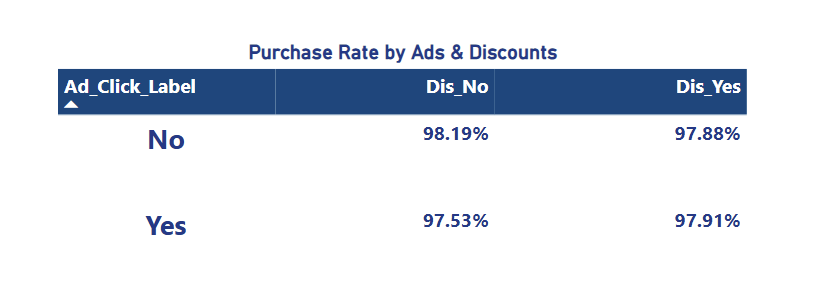 Purchase Rate by Ads & Discounts
Ad_Click_Label Dis_No Dis_Yes
No 98.19% 97.88%
Yes 97.53% 97.91%